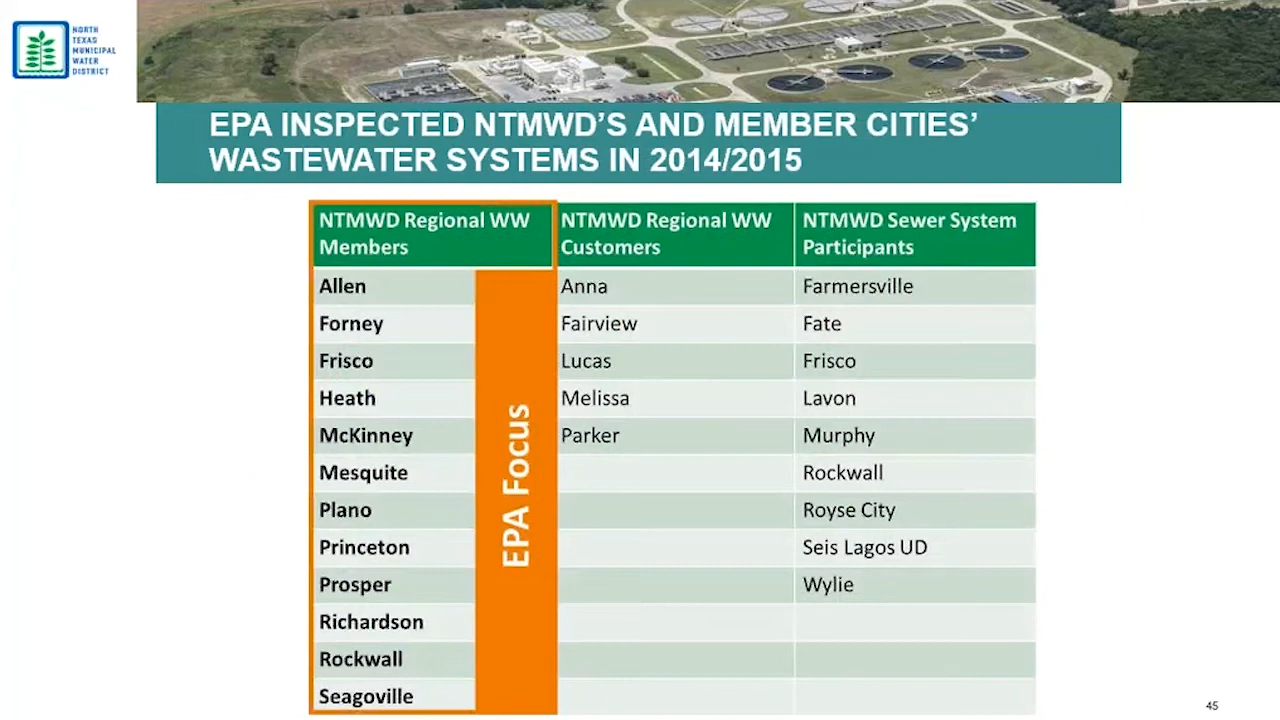 NORTH
TEXAS
MUNICIPAL
WATER
DISTRICT
EPA INSPECTED NTMWD'S AND MEMBER CITIES'
WASTEWATER SYSTEMS IN 2014/2015
NTMWD Regional WW
Members
NTMWD Regional WW
Customers
NTMWD Sewer System
Participants
Allen Anna Farmersville
Forney Fairview Fate
Frisco Lucas Frisco
Heath Melissa Lavon
McKinney Parker Murphy
Mesquite Rockwall
Plano Royse City
Princeton Seis Lagos UD
Prosper Wylie
Richardson
Rockwall
Seagoville
EPA Focus
45